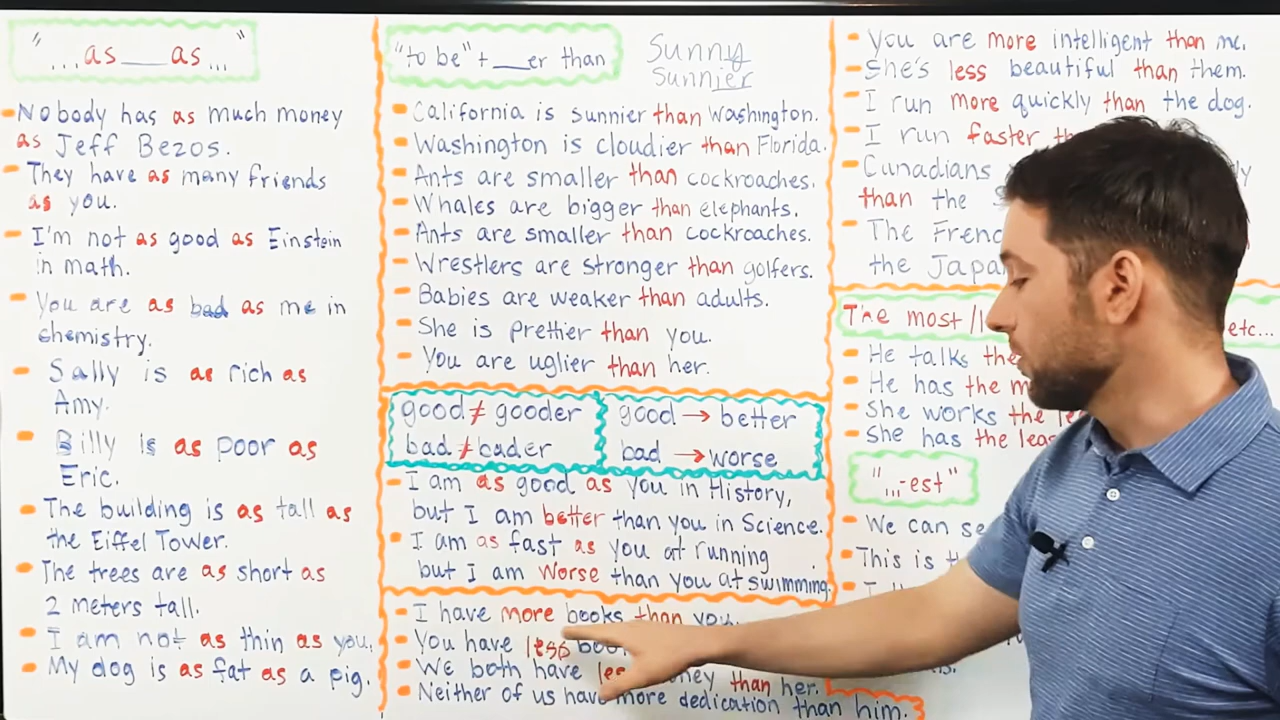 "...as ___ as..."
Nobody has as much money
as Jeff Bezos.
They have as many friends
as you.
I'm not as good as Einstein
in math.
You are as bad as me in
chemistry.
Sally is as rich as
Amy.
Billy is as poor as
Eric.
The building is as tall as
the Eiffel Tower.
The trees are as short as
2 meters tall.
I am not as thin as you.
My dog is as fat as a pig.
"to be" + __er than
Sunny
Sunnier
California is sunnier than Washington.
Washington is cloudier than Florida.
Ants are smaller than cockroaches.
Whales are bigger than elephants.
Ants are smaller than cockroaches.
Wrestlers are stronger than golfers.
Babies are weaker than adults.
She is prettier than you.
You are uglier than her.
good ≠ gooder
bad ≠ bader
good → better
bad → worse
I am as good as you in History,
but I am better than you in Science.
I am as fast as you at running
but I am worse than you at swimming.
I have more books than you.
You have less
We both have than her.
Neither of us have more dedication than him.
You are more intelligent than me.
She's less beautiful than them.
I run more quickly than the dog.
I run faster
Canadians
than the
The
the
The most
etc...
He talks the
He has the
She works the
She has the
"...-est"
We can
This is